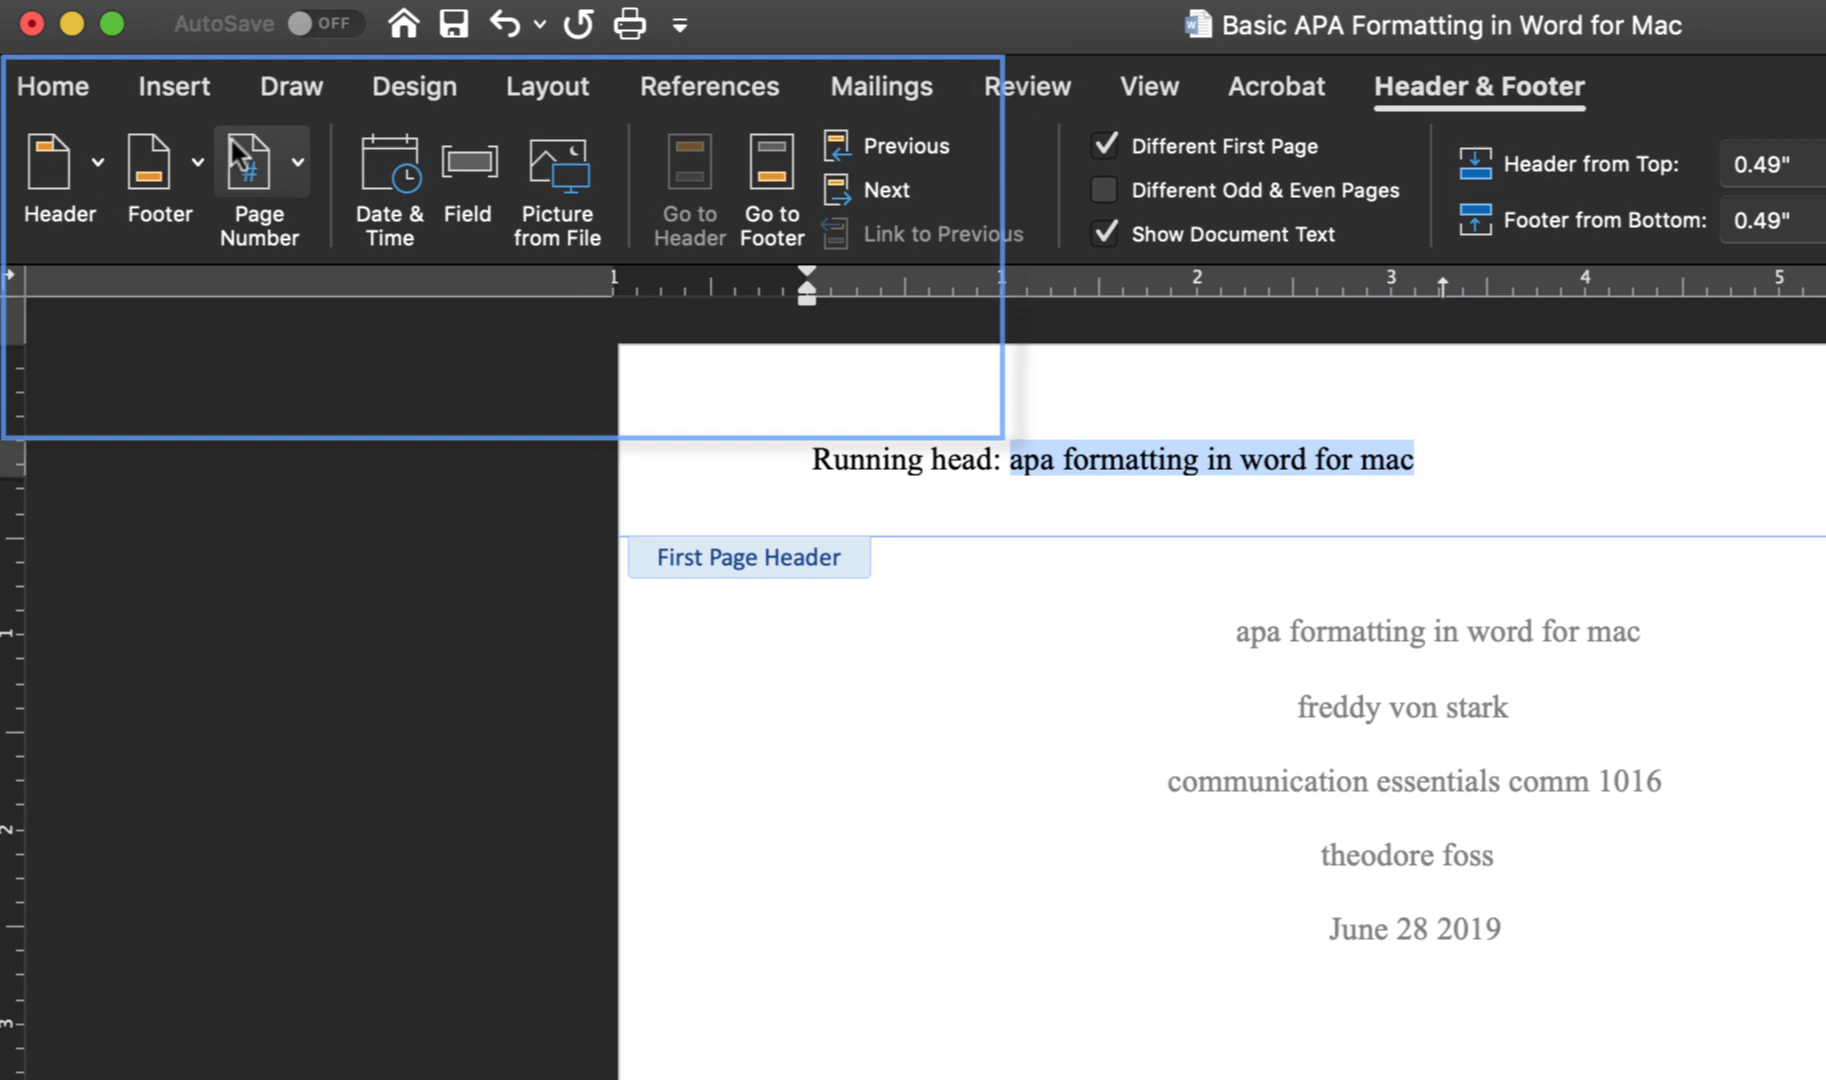 AutoSave OFF Basic APA Formatting in Word for Mac
Home Insert Draw Design Layout References Mailings Review View Acrobat Header & Footer
Header Footer Page Number Date & Time Field Picture from File Go to Header Go to Footer
Previous
Next
Link to Previous
Different First Page
Different Odd & Even Pages
Show Document Text
Header from Top: 0.49"
Footer from Bottom: 0.49"
1 1 2 3 4 5
Running head: apa formatting in word for mac
First Page Header
apa formatting in word for mac
freddy von stark
communication essentials comm 1016
theodore foss
June 28 2019
1
2
3